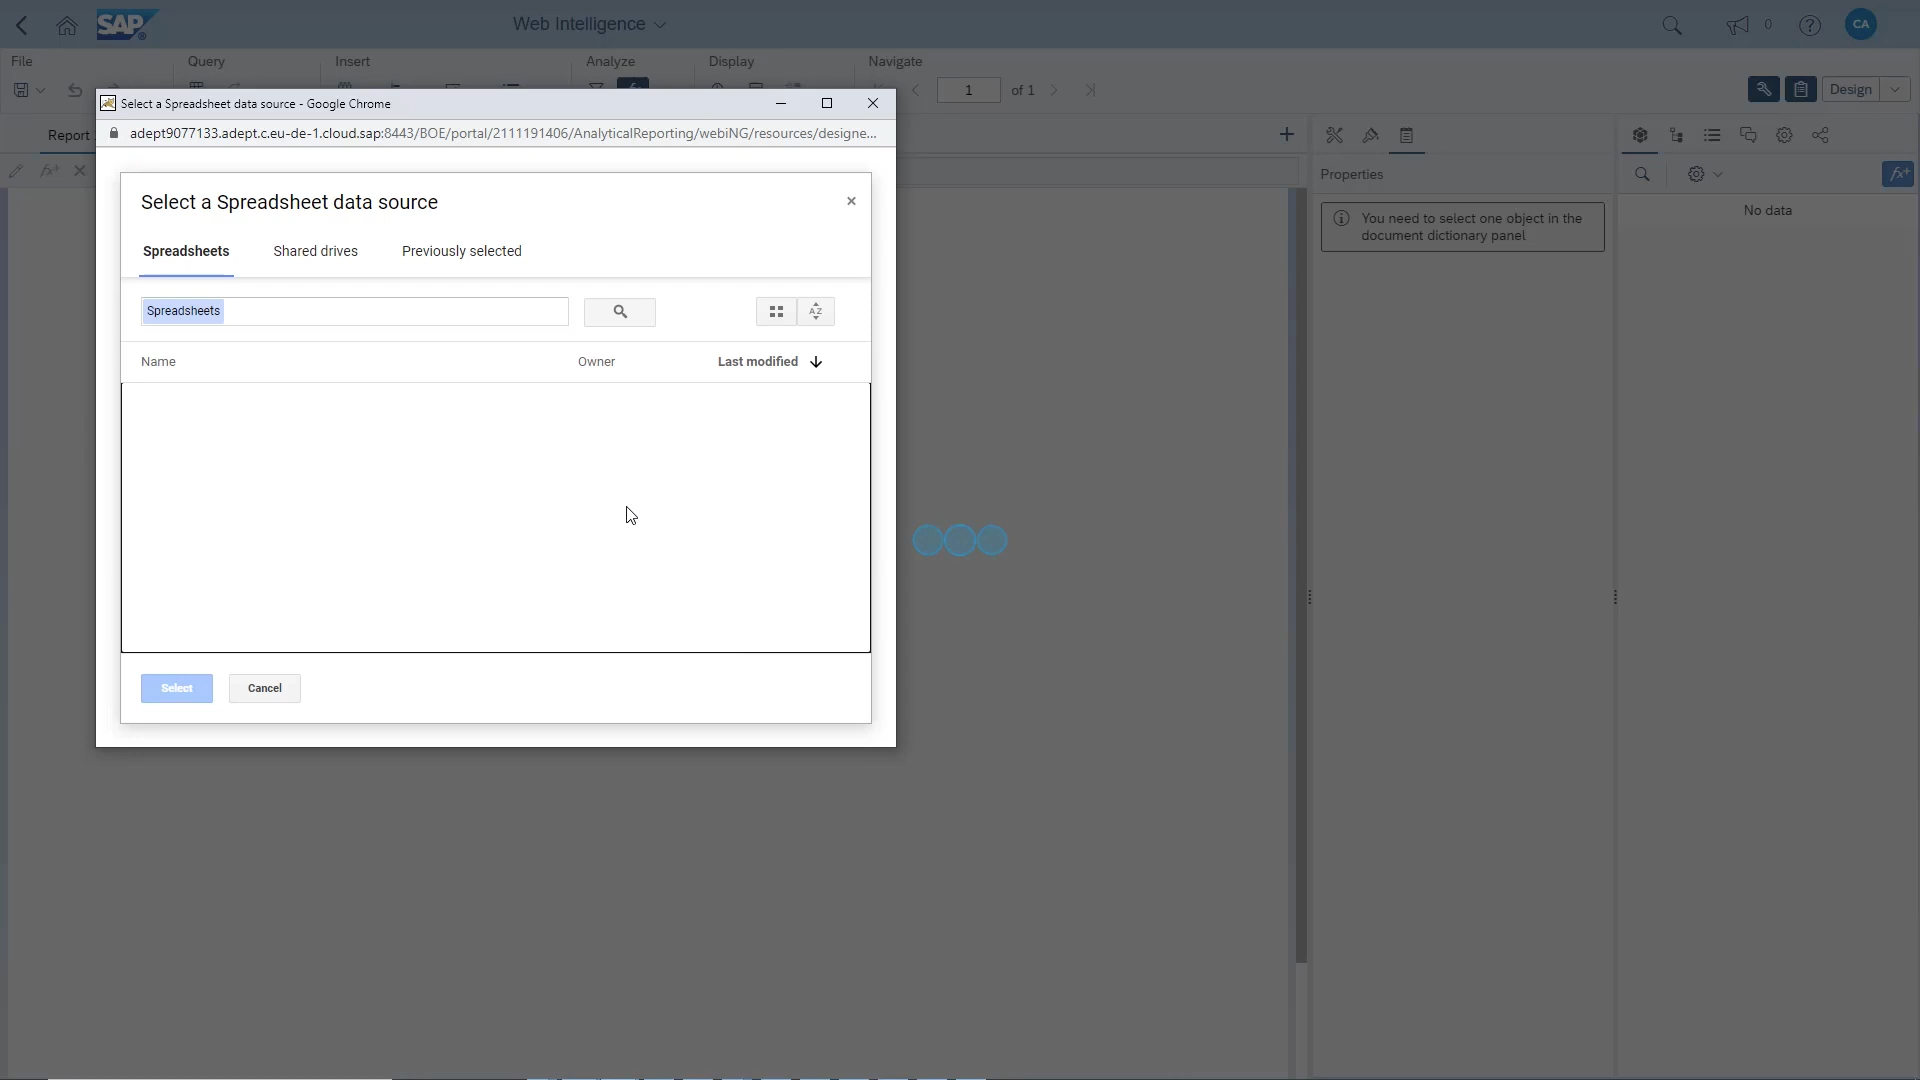 SAP
Web Intelligence
0
CA
File
Query
Insert
Analyze
Display
Navigate
1
of 1
Design
Select a Spreadsheet data source - Google Chrome
adept9077133.adept.c.eu-de-1.cloud.sap:8443/BOE/portal/2111191406/AnalyticalReporting/webiNG/resources/designe...
Report
Properties
No data
You need to select one object in the
document dictionary panel
Select a Spreadsheet data source
Spreadsheets
Shared drives
Previously selected
Spreadsheets
Name
Owner
Last modified
Select
Cancel